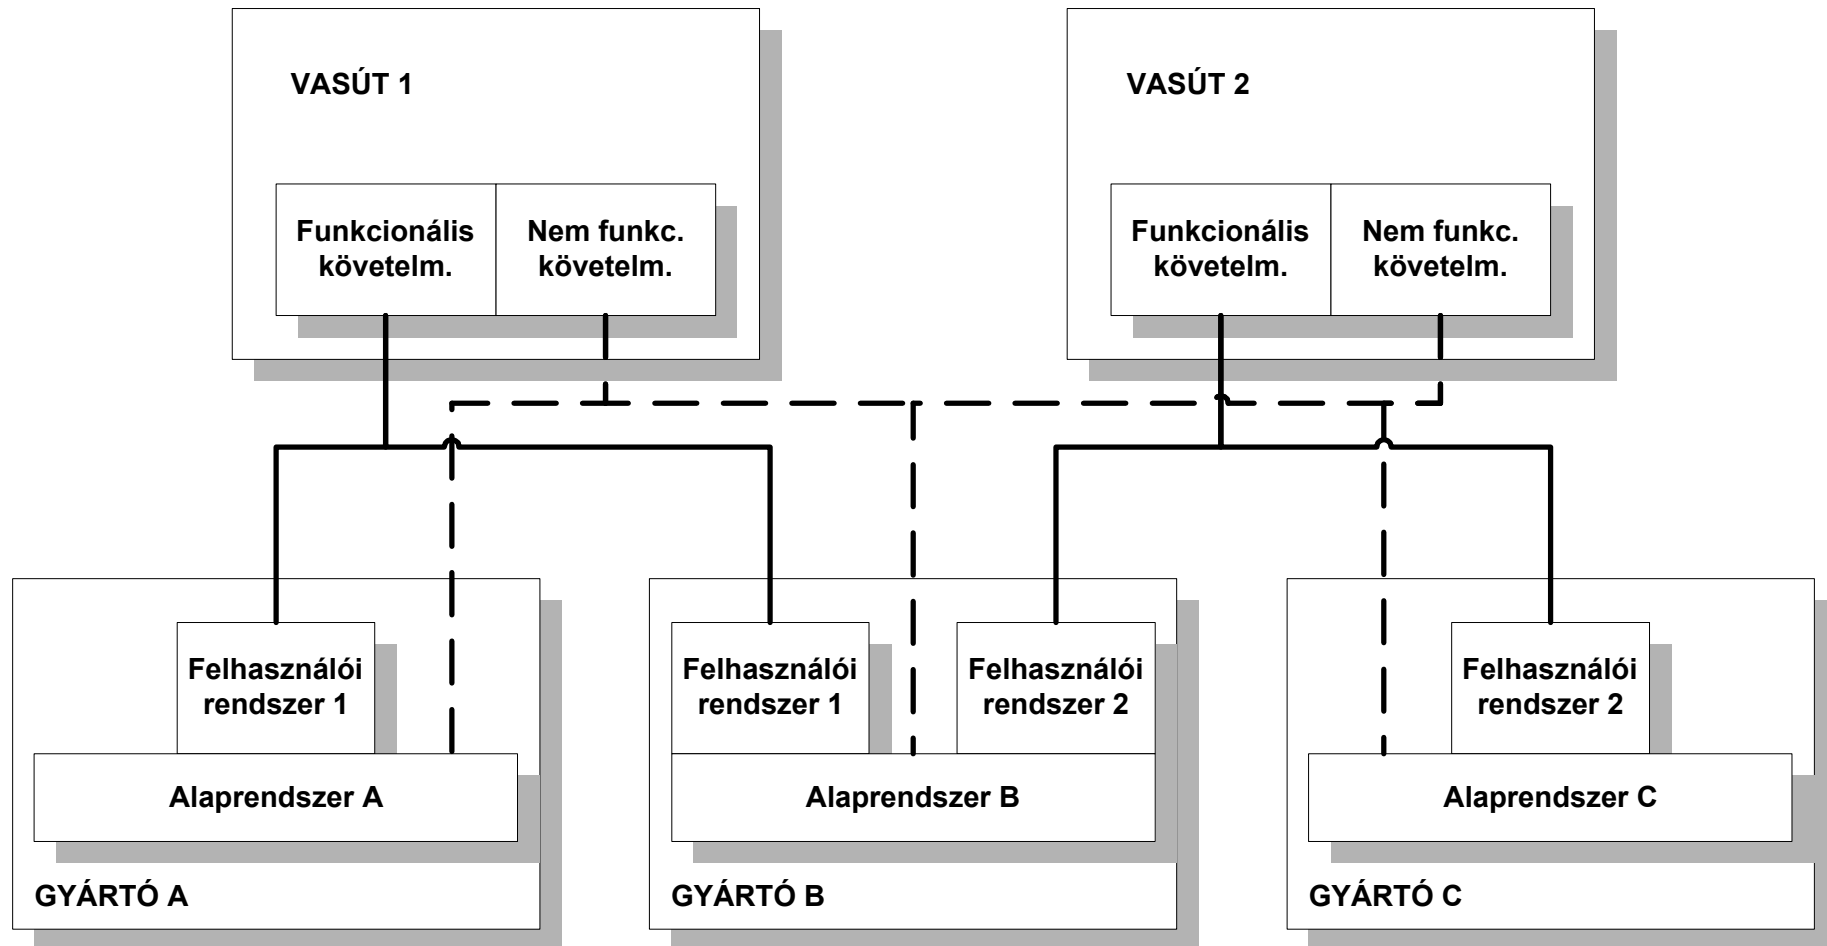 VASÚT 1
Funkcionális
követelm.
Nem funkc.
követelm.
VASÚT 2
Funkcionális
követelm.
Nem funkc.
követelm.
Felhasználói
rendszer 1
Alaprendszer A
GYÁRTÓ A
Felhasználói
rendszer 1
Felhasználói
rendszer 2
Alaprendszer B
GYÁRTÓ B
Felhasználói
rendszer 2
Alaprendszer C
GYÁRTÓ C